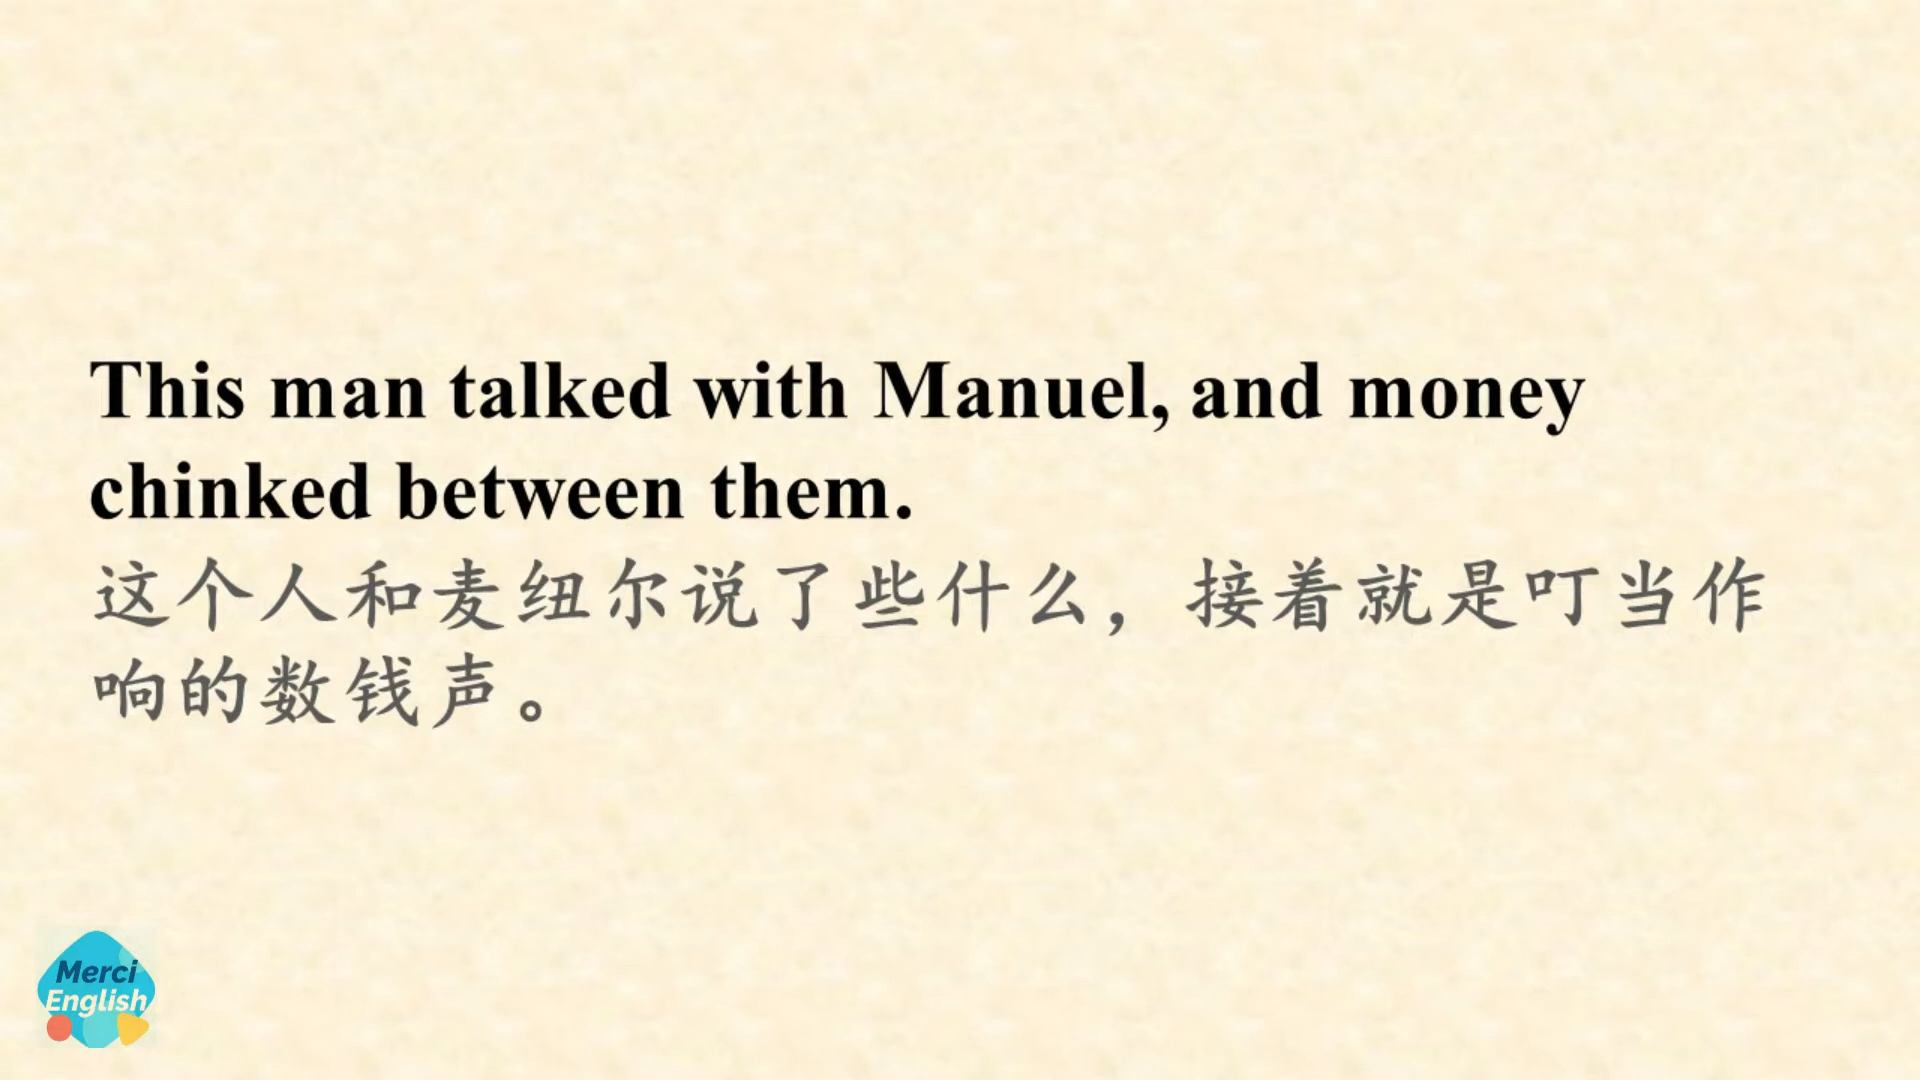 This man talked with Manuel, and money
chinked between them.
这个人和麦纽尔说了些什么，接着就是叮当作
响的数钱声。
Merci
English